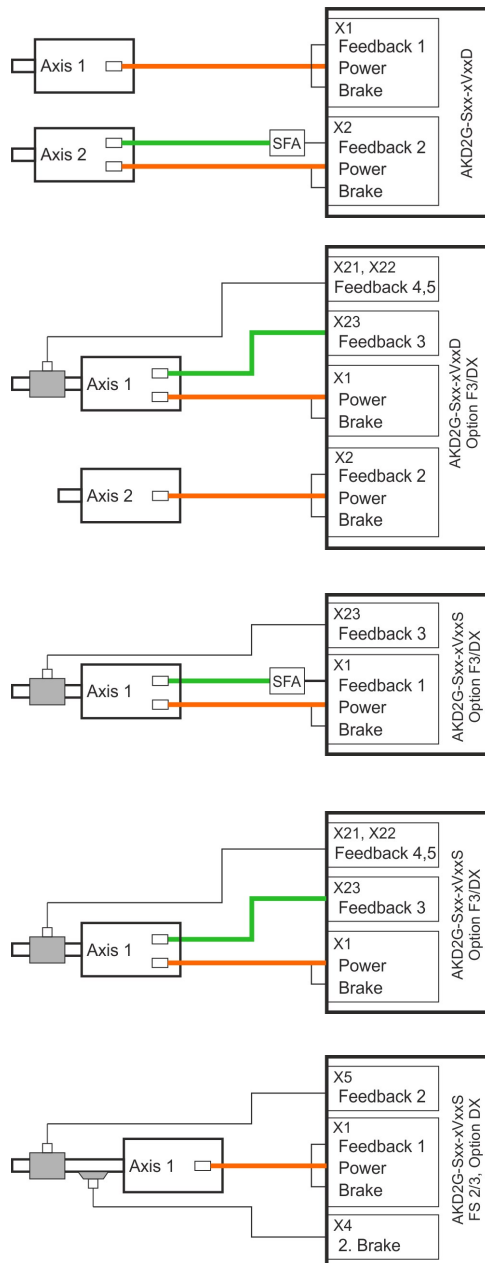 X1
Feedback 1
Axis 1
Power
Brake
X2
SFA
Feedback 2
Axis 2
Power
Brake
AKD2G-Sxx-xVxxD
X21, X22
Feedback 4,5
X23
Feedback 3
X1
Axis 1
Power
Brake
X2
Feedback 2
Axis 2
Power
Brake
AKD2G-Sxx-xVxxD
Option F3/DX
X23
Feedback 3
X1
Axis 1
SFA
Feedback 1
Power
Brake
AKD2G-Sxx-xVxxS
Option F3/DX
X21, X22
Feedback 4,5
X23
Feedback 3
X1
Axis 1
Power
Brake
AKD2G-Sxx-xVxxS
Option F3/DX
X5
Feedback 2
X1
Feedback 1
Axis 1
Power
Brake
X4
2. Brake
AKD2G-Sxx-xVxxS
FS 2/3, Option DX